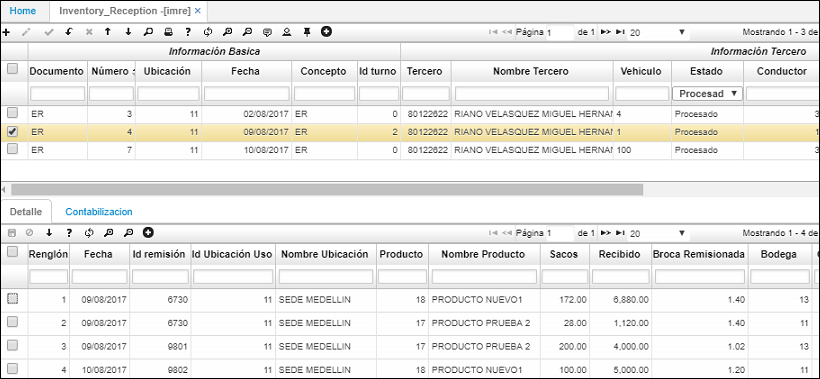 Home Inventory_Reception -[imre] ×
Página 1 de 1 20 Mostrando 1 - 3 de
Información Basica Información Tercero
Documento Número Ubicación Fecha Concepto Id turno Tercero Nombre Tercero Vehiculo Estado Conductor
Procesad
ER 3 11 02/08/2017 ER 0 80122622 RIANO VELASQUEZ MIGUEL HERNAN 4 Procesado 3
ER 4 11 09/08/2017 ER 2 80122622 RIANO VELASQUEZ MIGUEL HERNAN 1 Procesado 1
ER 7 11 10/08/2017 ER 0 80122622 RIANO VELASQUEZ MIGUEL HERNAN 100 Procesado 3
Detalle Contabilizacion
Página 1 de 1 20 Mostrando 1 - 4 de
Renglón Fecha Id remisión Id Ubicación Uso Nombre Ubicación Producto Nombre Producto Sacos Recibido Broca Remisionada Bodega
1 09/08/2017 6730 11 SEDE MEDELLIN 18 PRODUCTO NUEVO1 172.00 6,880.00 1.40 13
2 09/08/2017 6730 11 SEDE MEDELLIN 17 PRODUCTO PRUEBA 2 28.00 1,120.00 1.40 11
3 09/08/2017 9801 11 SEDE MEDELLIN 17 PRODUCTO PRUEBA 2 200.00 4,000.00 1.02 13
4 10/08/2017 9802 11 SEDE MEDELLIN 18 PRODUCTO NUEVO1 100.00 5,000.00 1.20 11